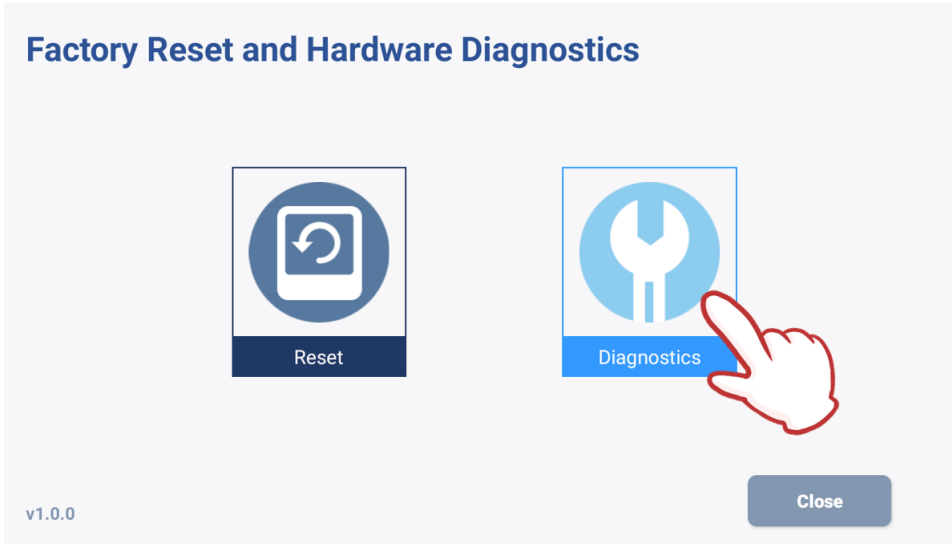 Factory Reset and Hardware Diagnostics
Reset
Diagnostics
v1.0.0
Close